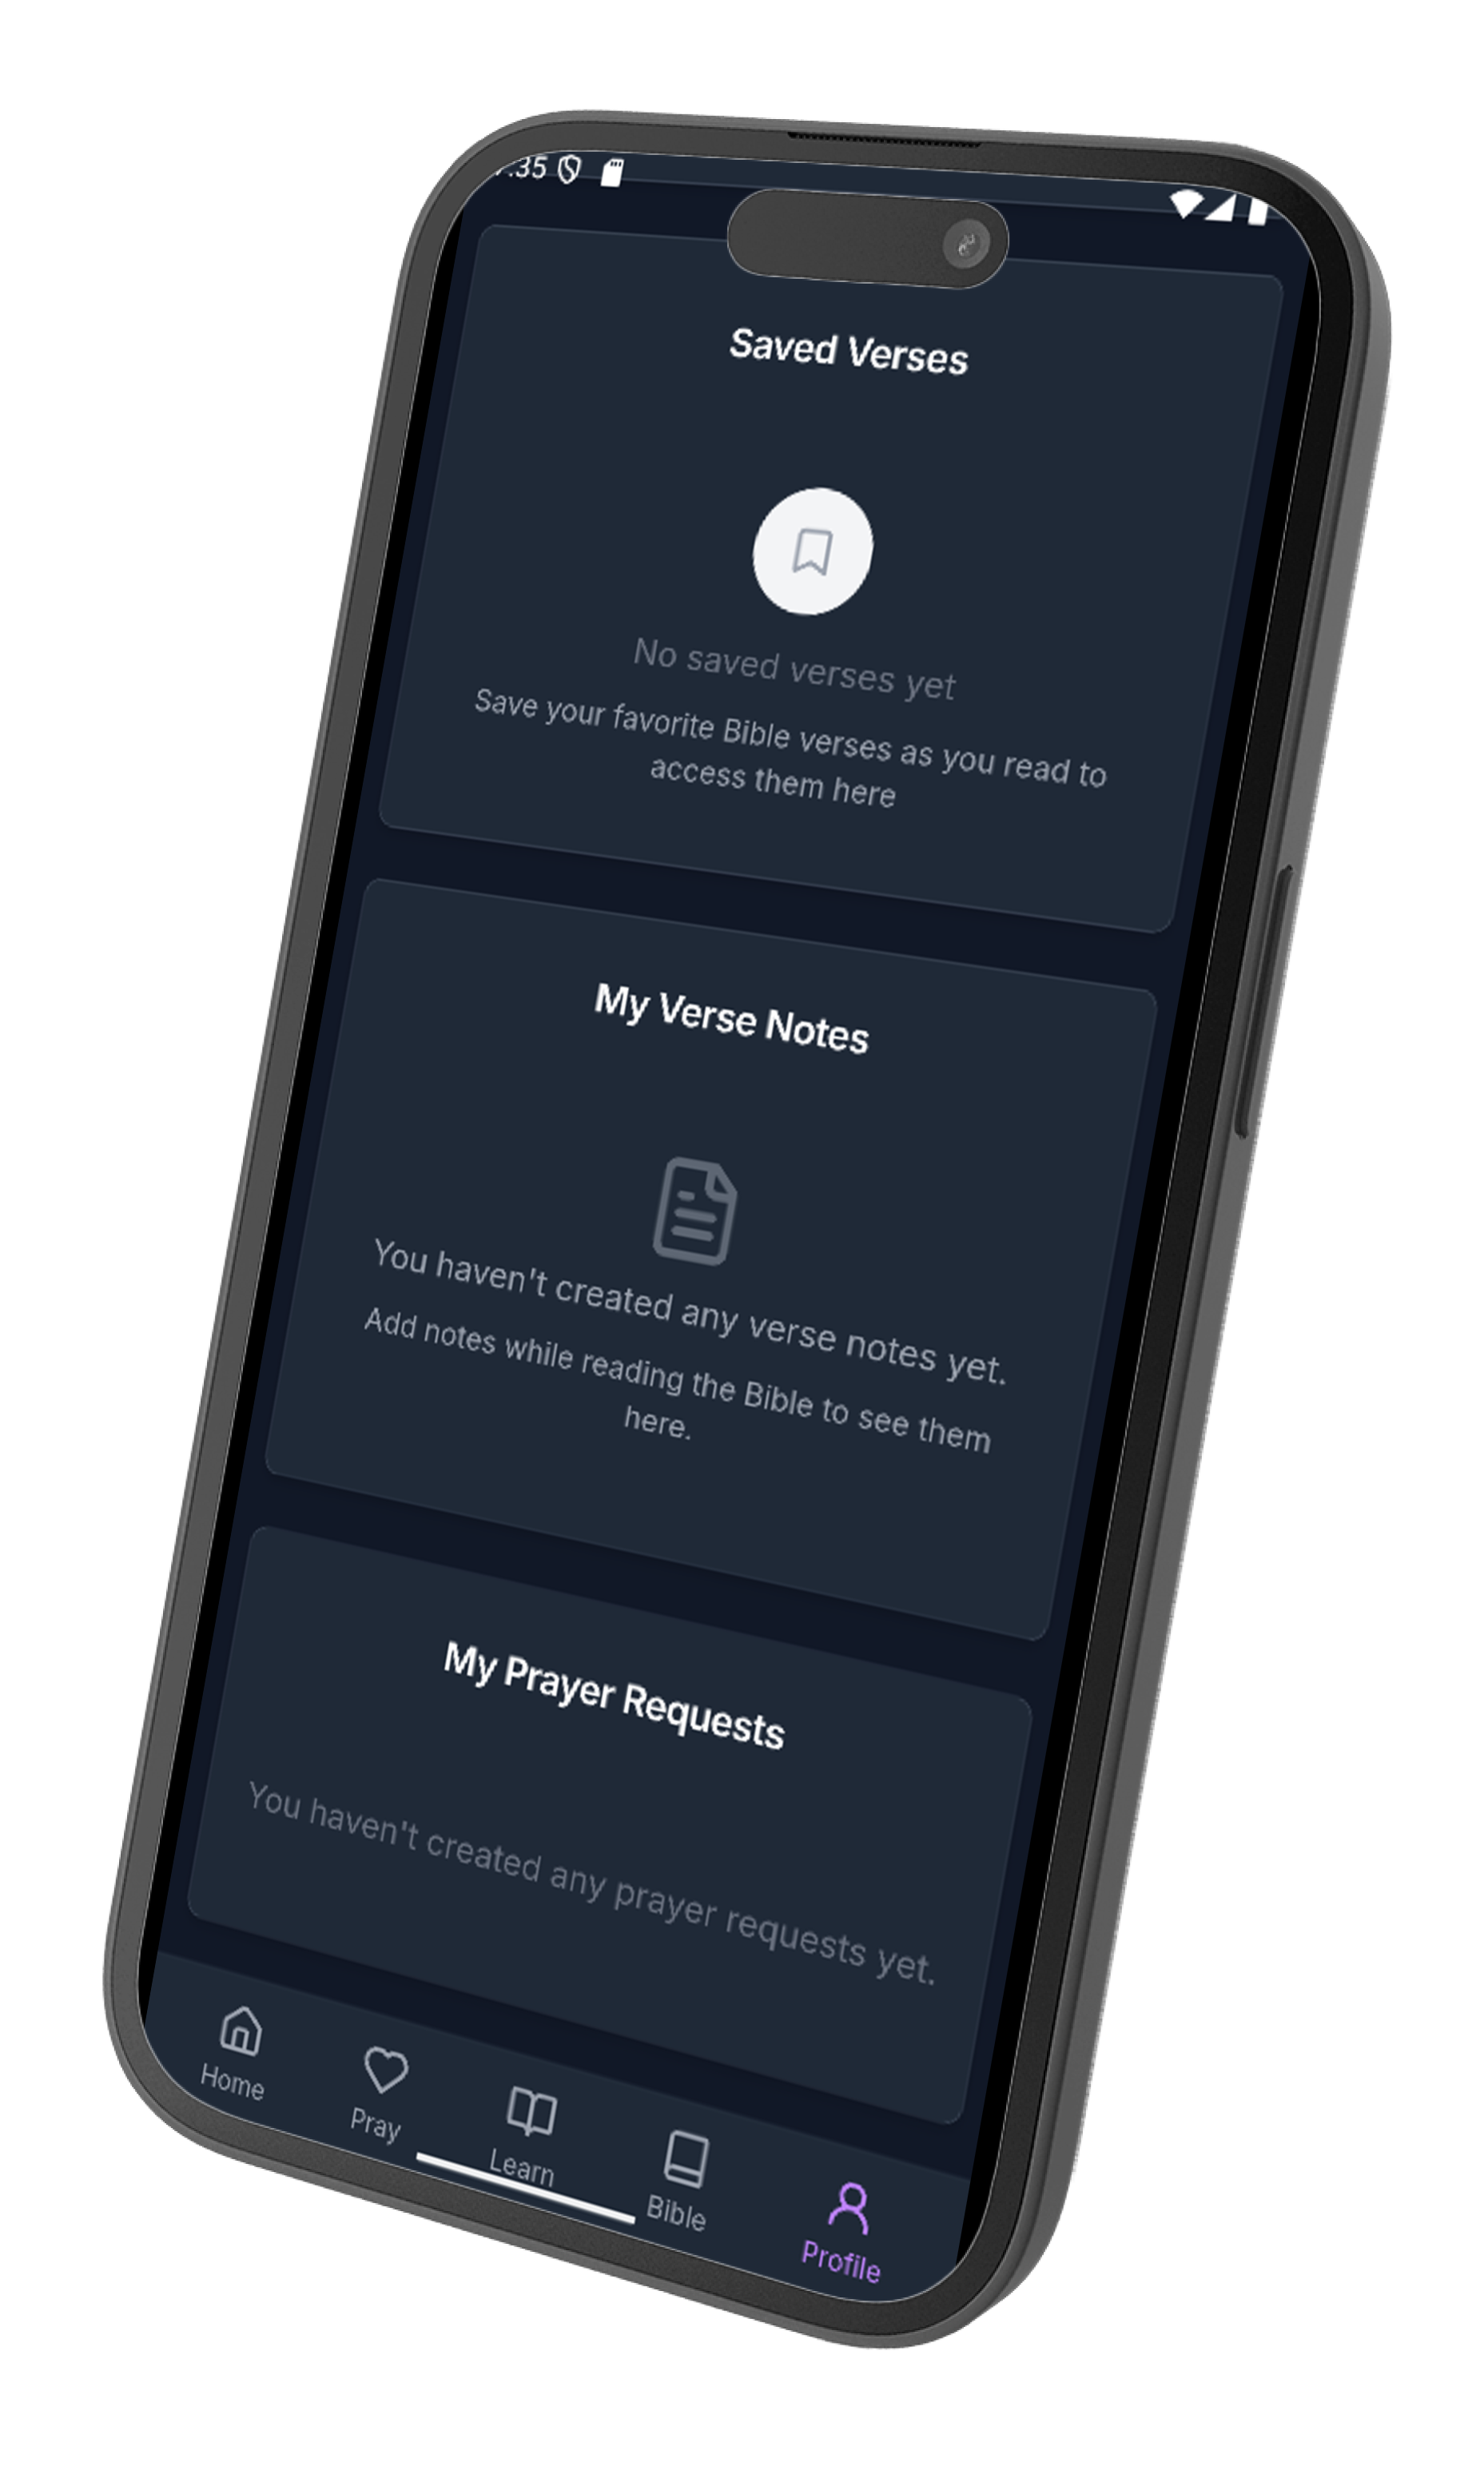 :35
Saved Verses
No saved verses yet
Save your favorite Bible verses as you read to
access them here
My Verse Notes
You haven't created any verse notes yet.
Add notes while reading the Bible to see them
here.
My Prayer Requests
You haven't created any prayer requests yet.
Home
Pray
Learn
Bible
Profile